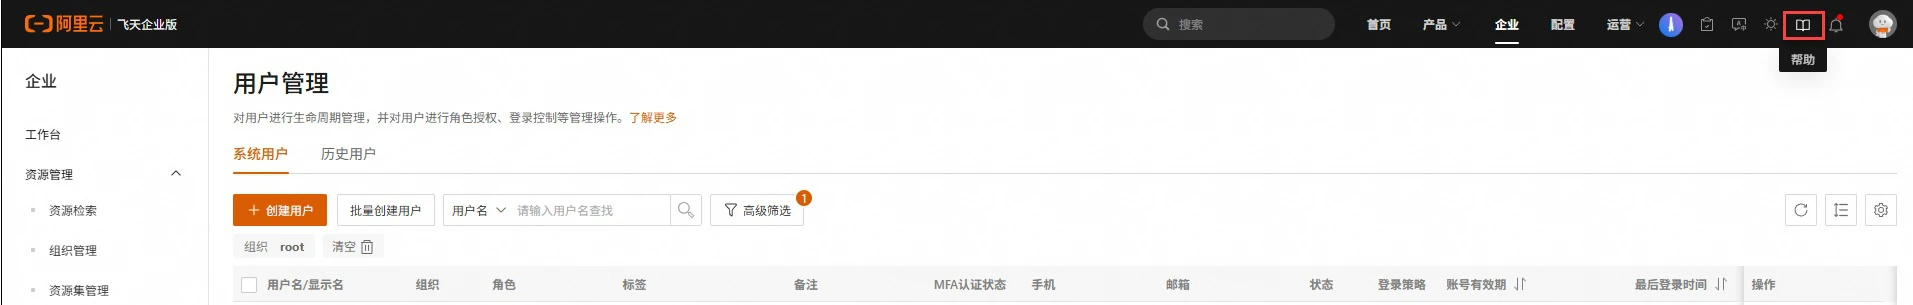 阿里云 飞天企业版 搜索 首页 产品 企业 配置 运营
帮助
企业
用户管理
对用户进行生命周期管理，并对用户进行角色授权、登录控制等管理操作。了解更多
工作台
系统用户 历史用户
资源管理
资源检索
+ 创建用户 批量创建用户 用户名 请输入用户名查找 高级筛选 1
组织管理
组织 root 清空
资源集管理
用户名/显示名 组织 角色 标签 备注 MFA认证状态 手机 邮箱 状态 登录策略 账号有效期 最后登录时间 操作